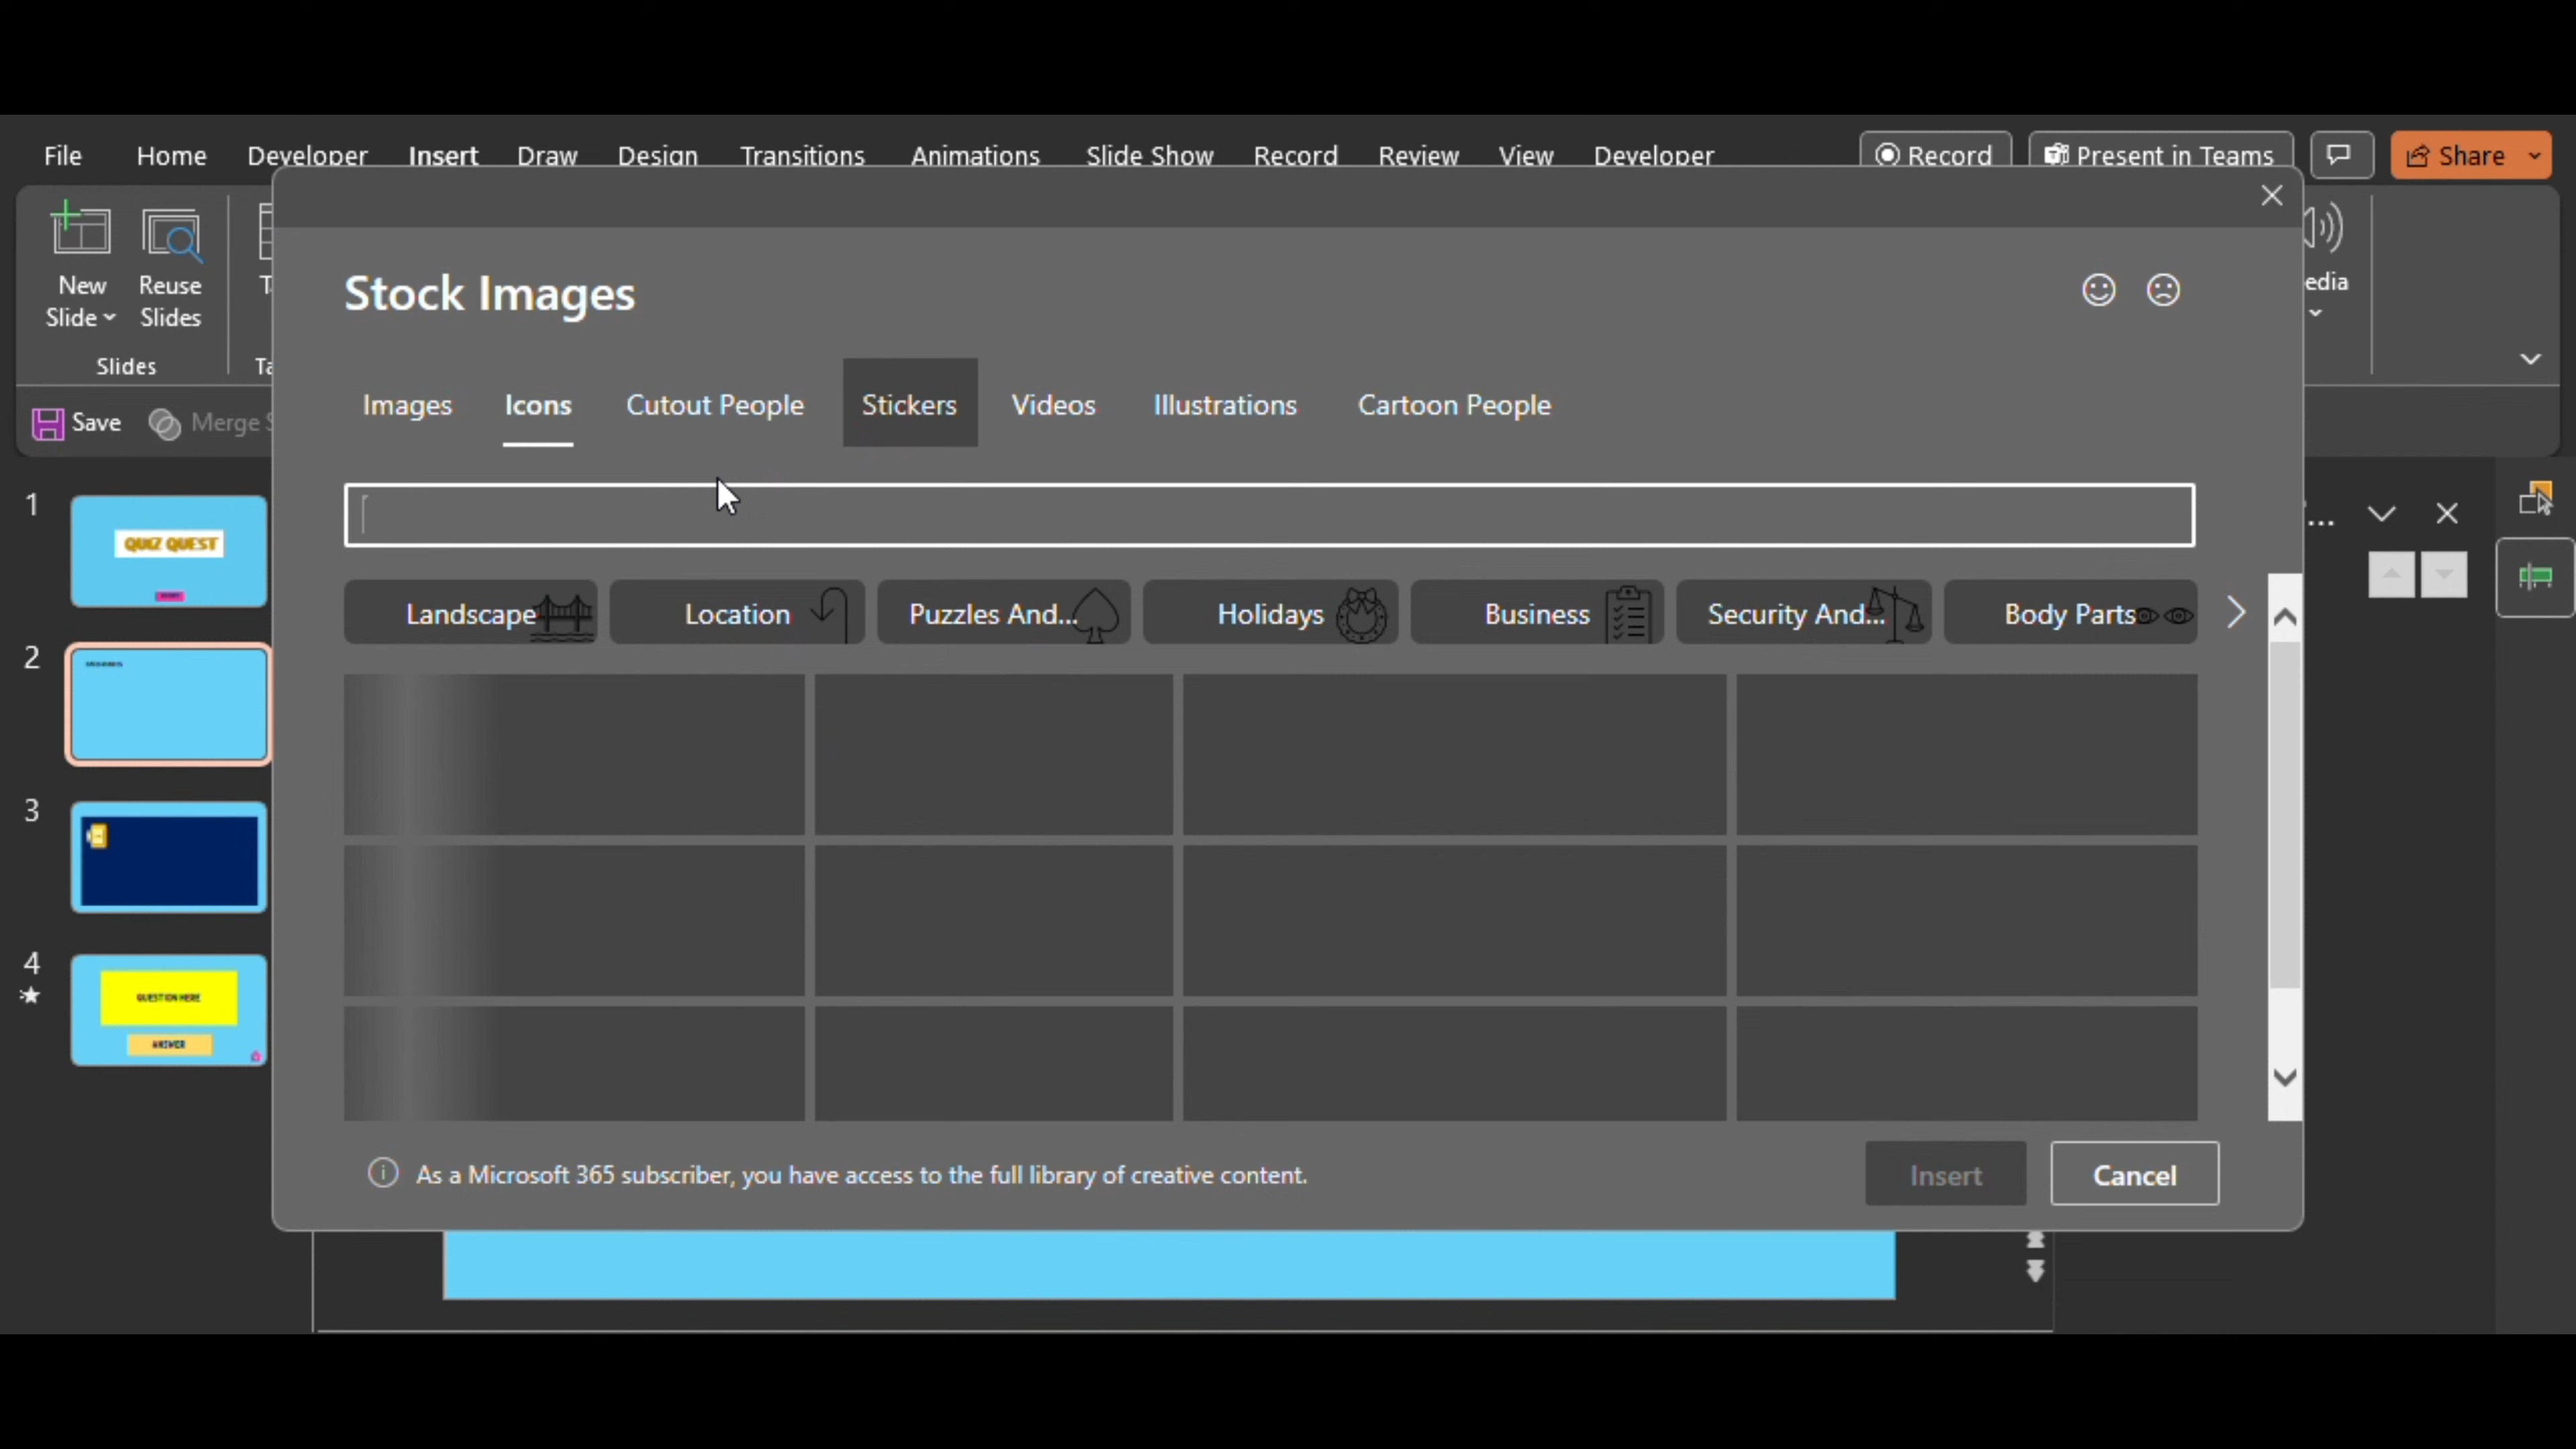 File Home Developer Insert Draw Design Transitions Animations Slide Show Record Review View Developer Record Present in Teams Share
New Slide
Reuse Slides
Slides
Save Merge
Stock Images
Images Icons Cutout People Stickers Videos Illustrations Cartoon People
Landscape Location Puzzles And... Holidays Business Security And... Body Parts
1
QUIZ QUEST
2
3
4
QUESTION HERE
ANSWER
As a Microsoft 365 subscriber, you have access to the full library of creative content.
Insert Cancel
edia